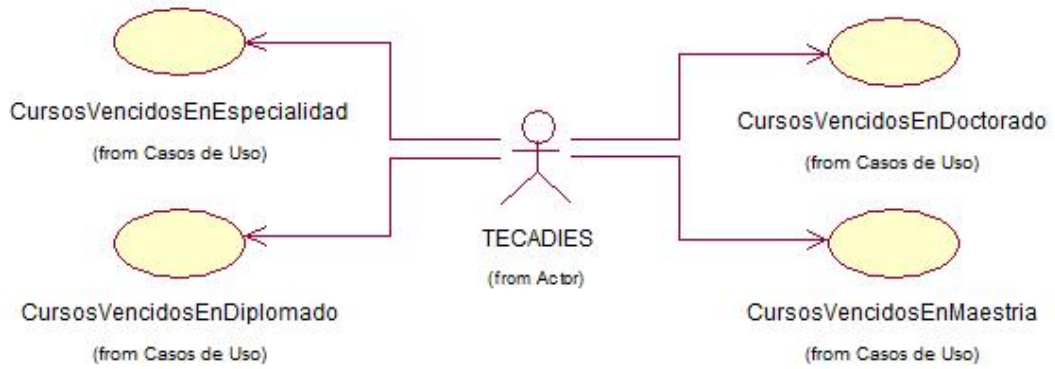 CursosVencidosEnEspecialidad
(from Casos de Uso)
CursosVencidosEnDoctorado
(from Casos de Uso)
TECADIES
(from Actor)
CursosVencidosEnDiplomado
(from Casos de Uso)
CursosVencidosEnMaestria
(from Casos de Uso)